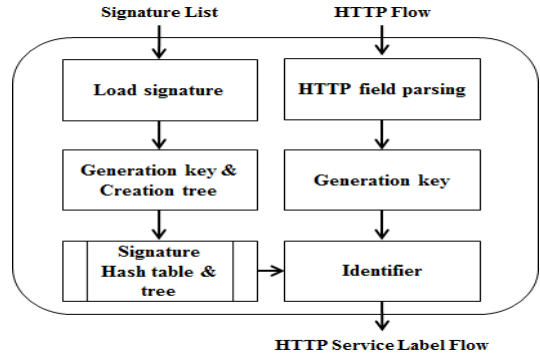 Signature List
HTTP Flow
Load signature
HTTP field parsing
Generation key &
Creation tree
Generation key
Signature
Hash table &
tree
Identifier
HTTP Service Label Flow